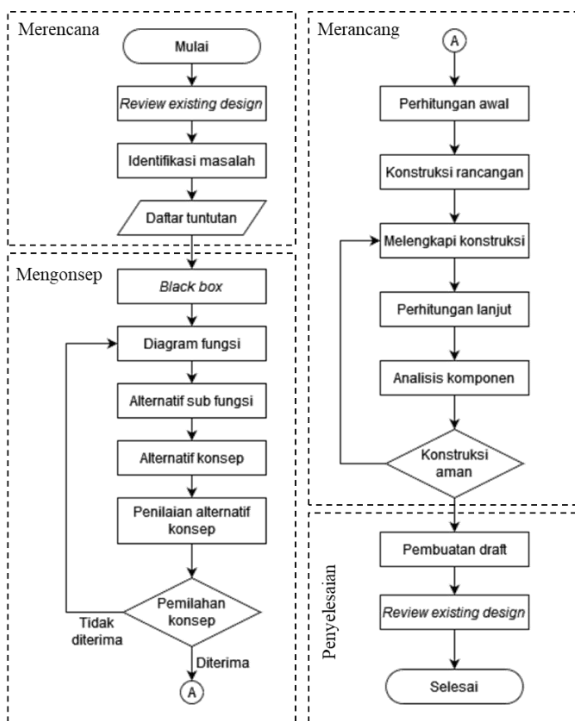 Merencana
Mulai
Review existing design
Identifikasi masalah
Daftar tuntutan
Mengonsep
Black box
Diagram fungsi
Alternatif sub fungsi
Alternatif konsep
Penilaian alternatif
konsep
Pemilahan
konsep
Tidak
diterima
Diterima
A
Merancang
A
Perhitungan awal
Konstruksi rancangan
Melengkapi konstruksi
Perhitungan lanjut
Analisis komponen
Konstruksi
aman
Penyelesaian
Pembuatan draft
Review existing design
Selesai